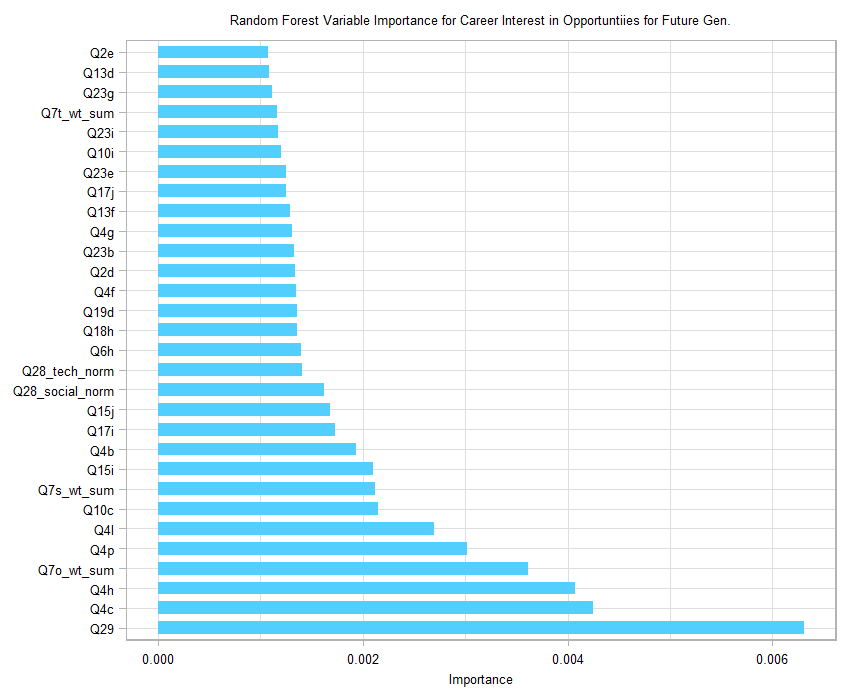 Random Forest Variable Importance for Career Interest in Opportuntiies for Future Gen.
Q2e
Q13d
Q23g
Q7t_wt_sum
Q23i
Q10i
Q23e
Q17j
Q13f
Q4g
Q23b
Q2d
Q4f
Q19d
Q18h
Q6h
Q28_tech_norm
Q28_social_norm
Q15j
Q17i
Q4b
Q15i
Q7s_wt_sum
Q10c
Q4l
Q4p
Q7o_wt_sum
Q4h
Q4c
Q29
0.000 0.002 0.004 0.006
Importance